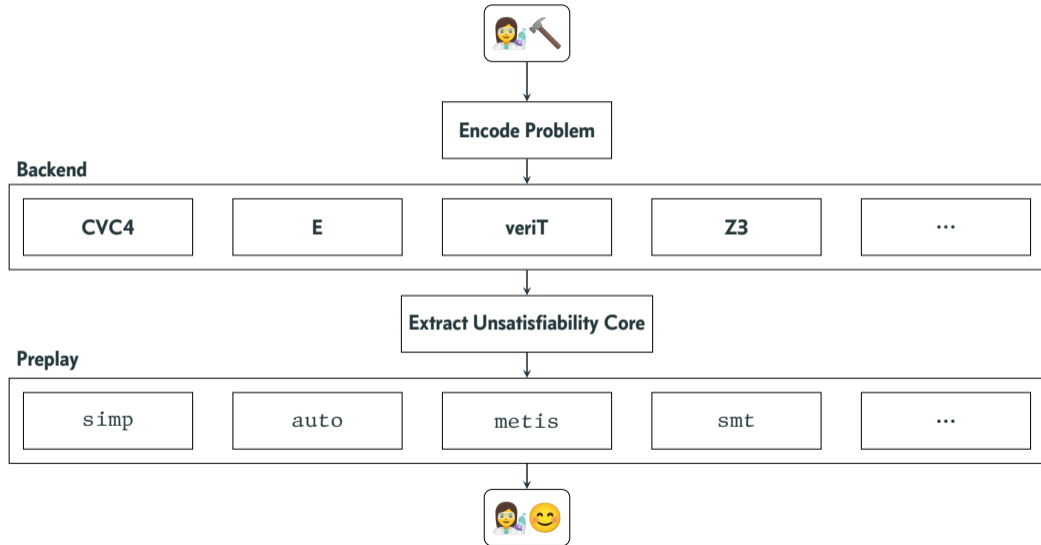 Encode Problem
Backend
CVC4 E veriT Z3 ...
Extract Unsatisfiability Core
Preplay
simp auto metis smt ...